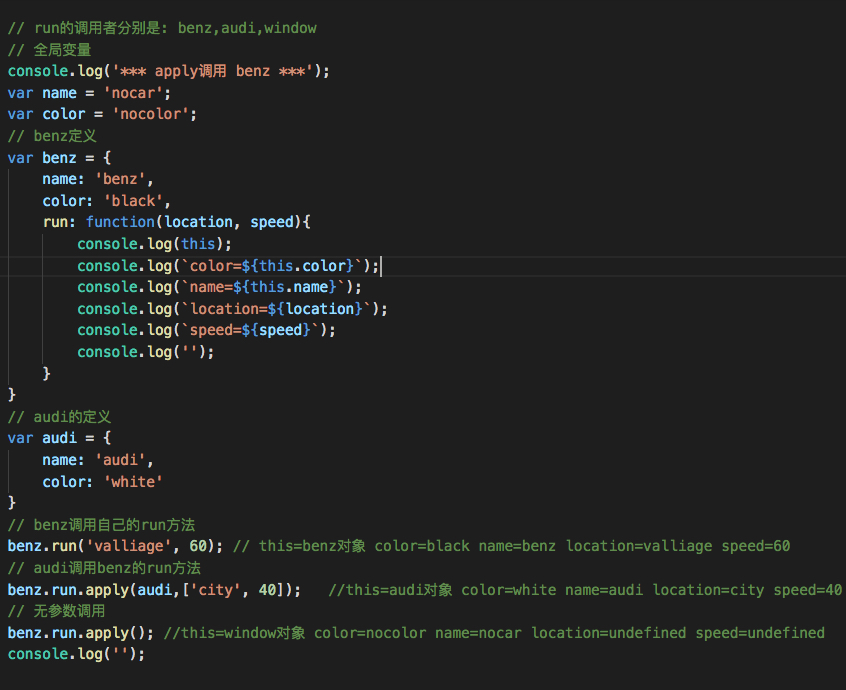 // run的调用者分别是: benz,audi,window
// 全局变量
console.log('*** apply调用 benz ***');
var name = 'nocar';
var color = 'nocolor';
// benz定义
var benz = {
    name: 'benz',
    color: 'black',
    run: function(location, speed){
        console.log(this);
        console.log(`color=${this.color}`);
        console.log(`name=${this.name}`);
        console.log(`location=${location}`);
        console.log(`speed=${speed}`);
        console.log('');
    }
}
// audi的定义
var audi = {
    name: 'audi',
    color: 'white'
}
// benz调用自己的run方法
benz.run('valliage', 60); // this=benz对象 color=black name=benz location=valliage speed=60
// audi调用benz的run方法
benz.run.apply(audi,['city', 40]);   //this=audi对象 color=white name=audi location=city speed=40
// 无参数调用
benz.run.apply(); //this=window对象 color=nocolor name=nocar location=undefined speed=undefined
console.log('');